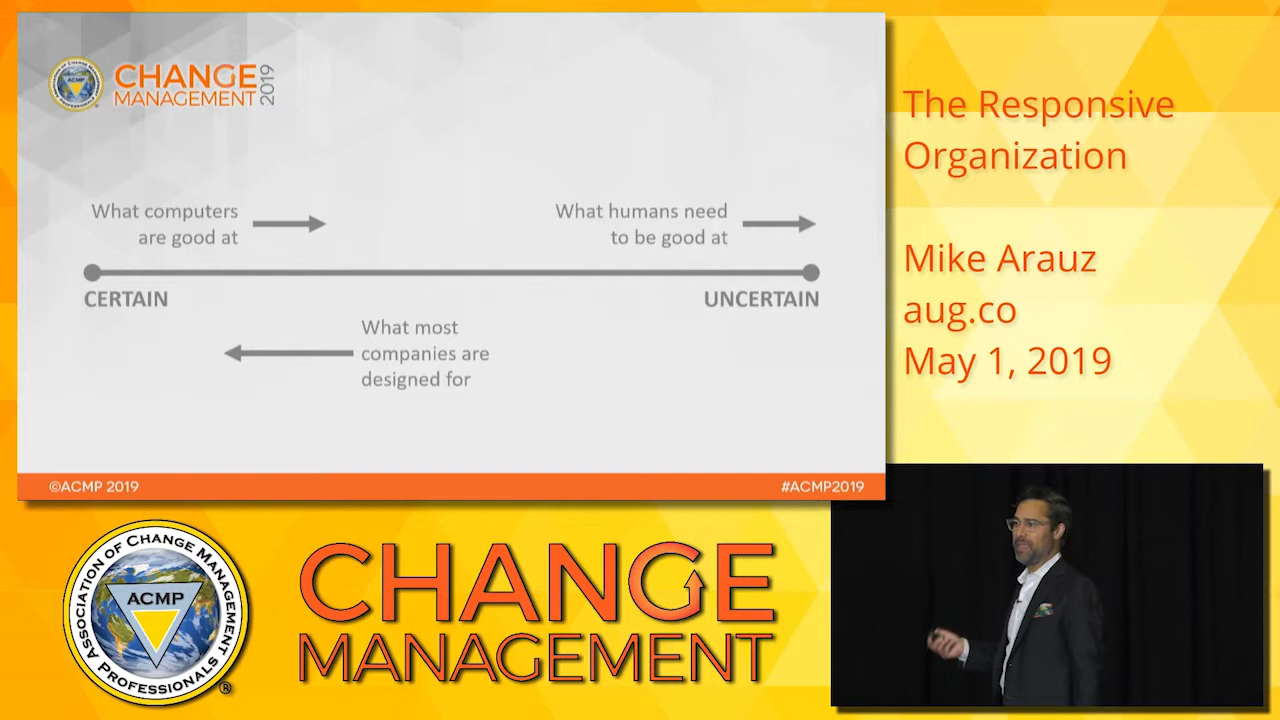 CHANGE
MANAGEMENT
2019
ACMP
What computers
are good at
What humans need
to be good at
CERTAIN
UNCERTAIN
What most
companies are
designed for
©ACMP 2019
#ACMP2019
The Responsive
Organization
Mike Arauz
aug.co
May 1, 2019
ASSOCIATION OF CHANGE MANAGEMENT PROFESSIONALS
ACMP
®
CHANGE
MANAGEMENT